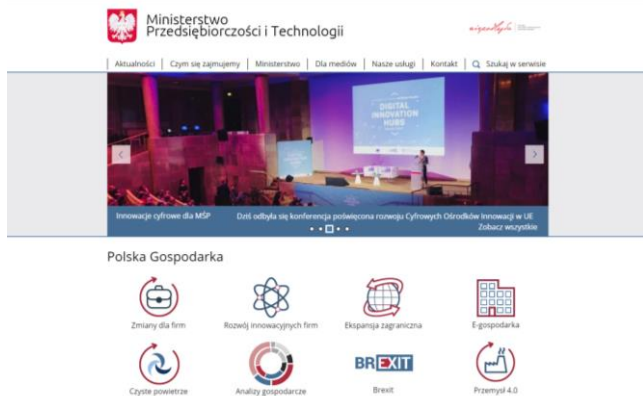 Ministerstwo
Przedsiębiorczości i Technologii
niepodległa
Aktualności Czym się zajmujemy Ministerstwo Dla mediów Nasze usługi Kontakt Szukaj w serwisie
DIGITAL
INNOVATION
HUBS
Innowacje cyfrowe dla MŚP Dziś odbyła się konferencja poświęcona rozwoju Cyfrowych Ośrodków Innowacji w UE
Zobacz wszystkie
Polska Gospodarka
Zmiany dla firm Rozwój innowacyjnych firm Ekspansja zagraniczna E-gospodarka
BREXIT
Czyste powietrze Analizy gospodarcze Brexit Przemysł 4.0